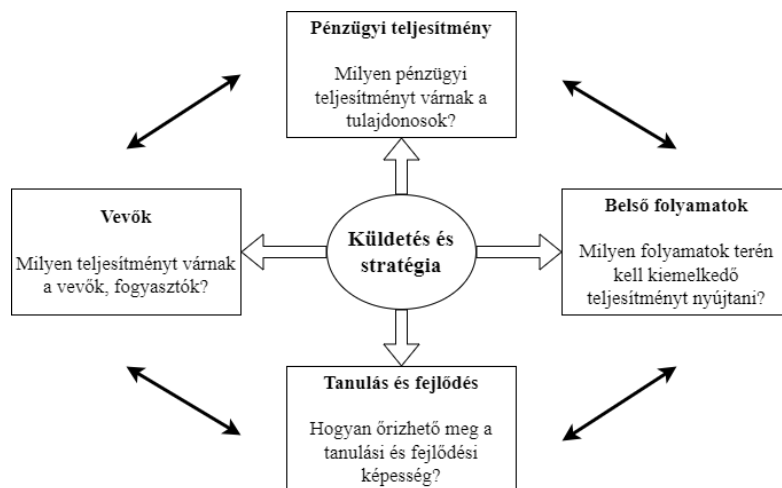 Pénzügyi teljesítmény
Milyen pénzügyi
teljesítményt várnak a
tulajdonosok?
Vevők
Milyen teljesítményt várnak
a vevők, fogyasztók?
Küldetés és
stratégia
Belső folyamatok
Milyen folyamatok terén
kell kiemelkedő
teljesítményt nyújtani?
Tanulás és fejlődés
Hogyan őrizhető meg a
tanulási és fejlődési
képesség?